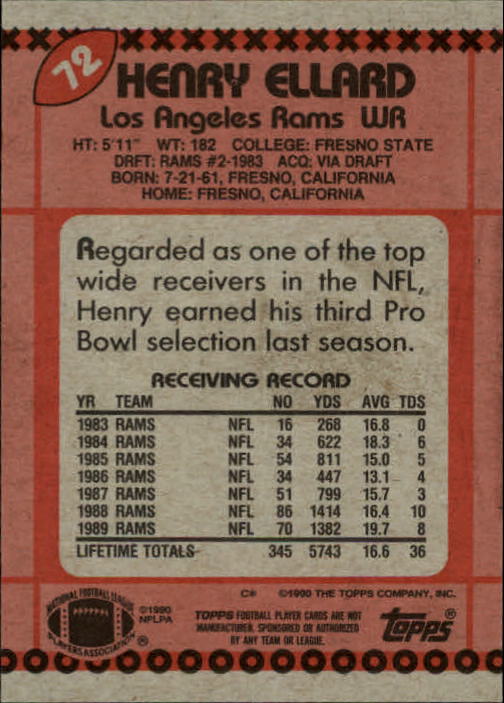 72
HENRY ELLARD
Los Angeles Rams WR
HT: 5'11" WT: 182 COLLEGE: FRESNO STATE
DRFT: RAMS #2-1983 ACQ: VIA DRAFT
BORN: 7-21-61, FRESNO, CALIFORNIA
HOME: FRESNO, CALIFORNIA
Regarded as one of the top
wide receivers in the NFL,
Henry earned his third Pro
Bowl selection last season.
RECEIVING RECORD
YR TEAM NO YDS AVG TDS
1983 RAMS NFL 16 268 16.8 0
1984 RAMS NFL 34 622 18.3 6
1985 RAMS NFL 54 811 15.0 5
1986 RAMS NFL 34 447 13.1 4
1987 RAMS NFL 51 799 15.7 3
1988 RAMS NFL 86 1414 16.4 10
1989 RAMS NFL 70 1382 19.7 8
LIFETIME TOTALS 345 5743 16.6 36
C* ©1990 THE TOPPS COMPANY, INC.
NATIONAL FOOTBALL LEAGUE
PLAYERS ASSOCIATION ®
©1990
NFLPA
TOPPS FOOTBALL PLAYER CARDS ARE NOT
MANUFACTURED, SPONSORED OR AUTHORIZED
BY ANY TEAM OR LEAGUE.
topps®